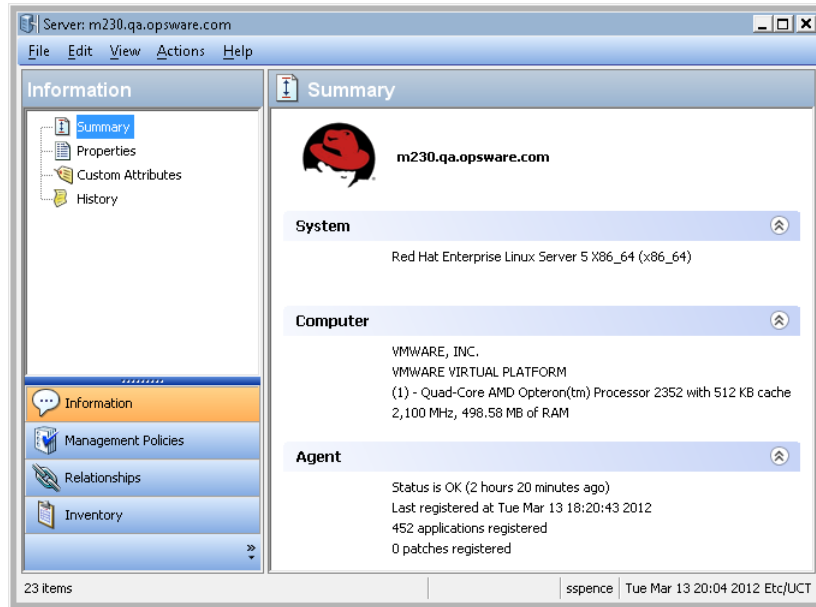 Server: m230.qa.opsware.com
File Edit View Actions Help
Information
Summary
Properties
Custom Attributes
History
Information
Management Policies
Relationships
Inventory
Summary
m230.qa.opsware.com
System
Red Hat Enterprise Linux Server 5 X86_64 (x86_64)
Computer
VMWARE, INC.
VMWARE VIRTUAL PLATFORM
(1) - Quad-Core AMD Opteron(tm) Processor 2352 with 512 KB cache
2,100 MHz, 498.58 MB of RAM
Agent
Status is OK (2 hours 20 minutes ago)
Last registered at Tue Mar 13 18:20:43 2012
452 applications registered
0 patches registered
23 items
sspence
Tue Mar 13 20:04 2012 Etc/UCT